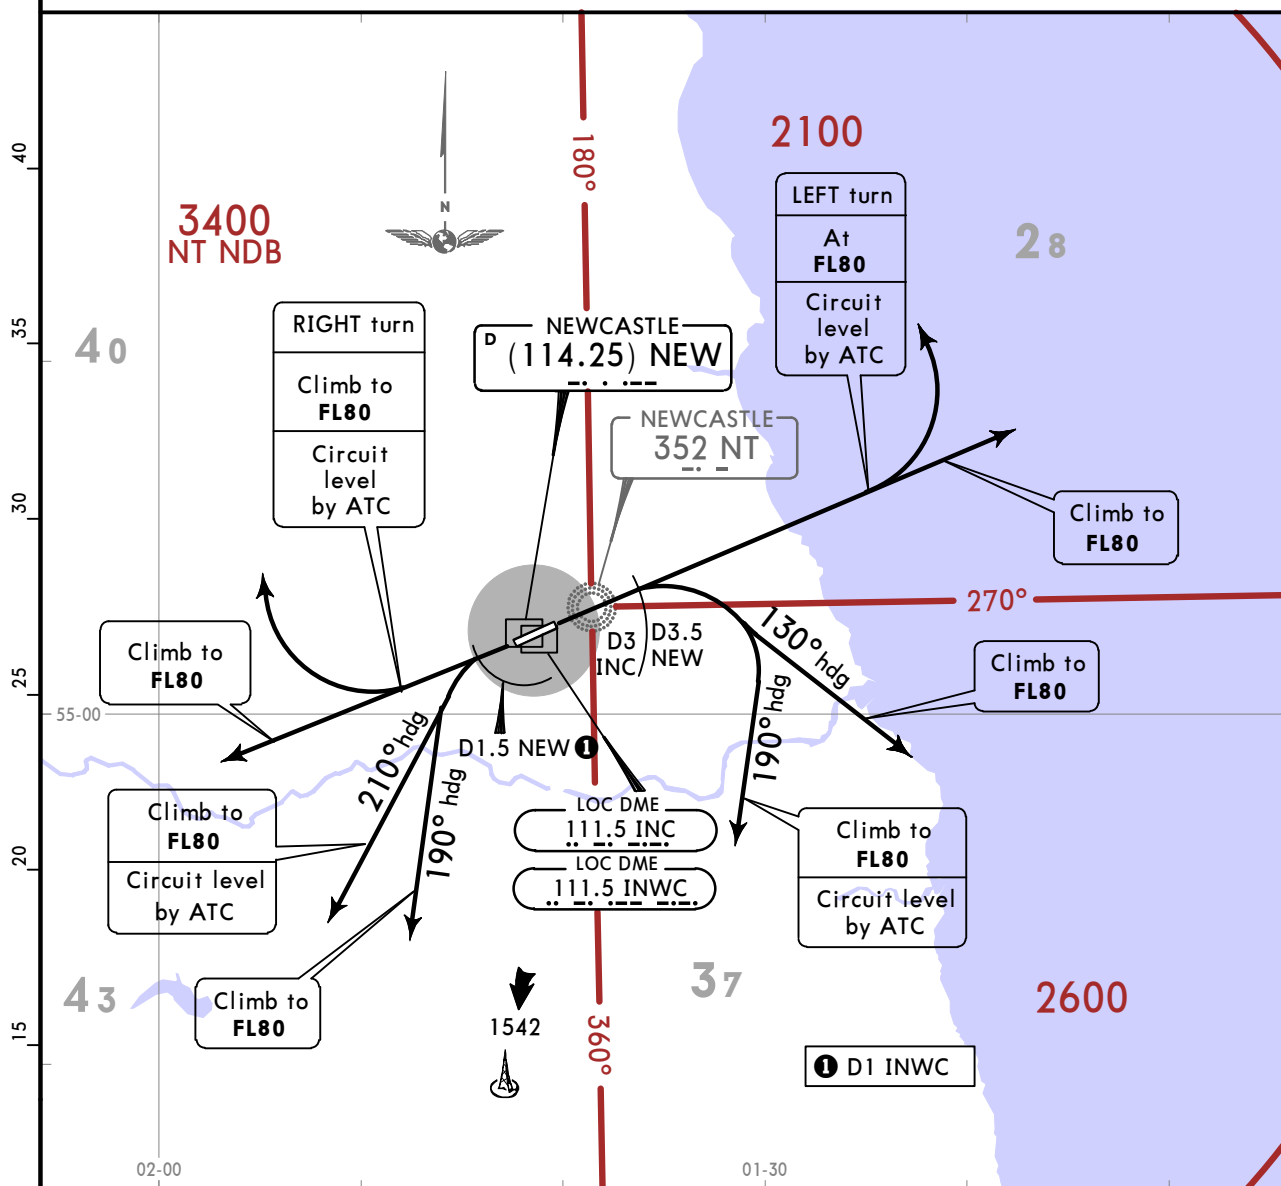 40
35
30
25
20
15
180°
2100
3400
NT NDB
N
LEFT turn
At
FL80
Circuit
level
by ATC
28
40
RIGHT turn
Climb to
FL80
Circuit
level
by ATC
NEWCASTLE
D (114.25) NEW
NEWCASTLE
352 NT
Climb to
FL80
270°
Climb to
FL80
D3
INC
D3.5
NEW
130° hdg
Climb to
FL80
55-00
D1.5 NEW 1
210° hdg
190° hdg
190° hdg
LOC DME
111.5 INC
LOC DME
111.5 INWC
Climb to
FL80
Circuit level
by ATC
Climb to
FL80
Circuit level
by ATC
43
Climb to
FL80
37
2600
1542
360°
1 D1 INWC
02-00
01-30